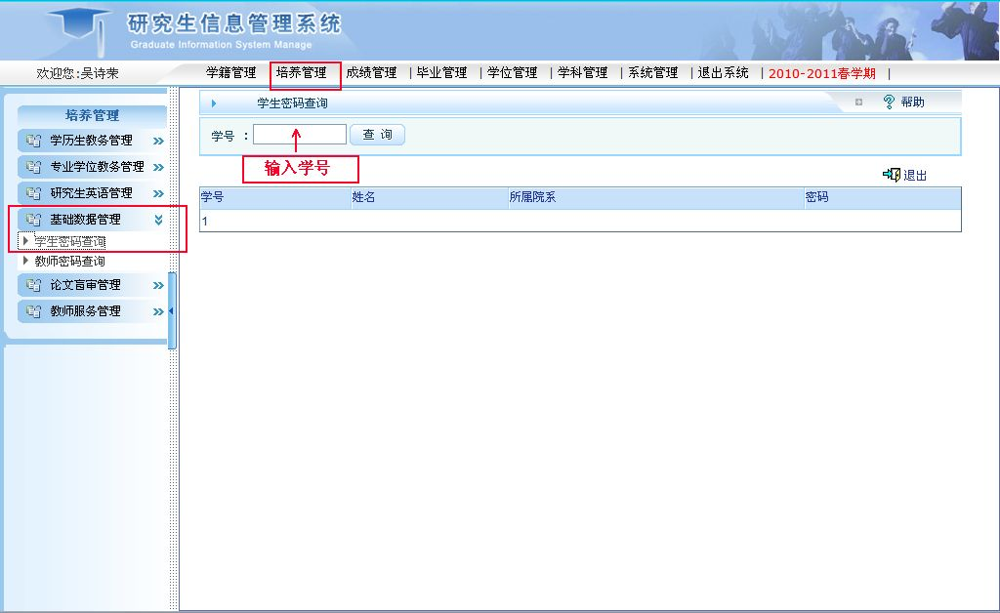 研究生信息管理系统
Graduate Information System Manage
欢迎您:吴诗荣
学籍管理 | 培养管理 | 成绩管理 | 毕业管理 | 学位管理 | 学科管理 | 系统管理 | 退出系统 | 2010-2011春学期 |
培养管理
学历生教务管理
专业学位教务管理
研究生英语管理
基础数据管理
学生密码查询
教师密码查询
论文盲审管理
教师服务管理
学生密码查询
帮助
学号 :
查 询
输入学号
退出
学号 姓名 所属院系 密码
1